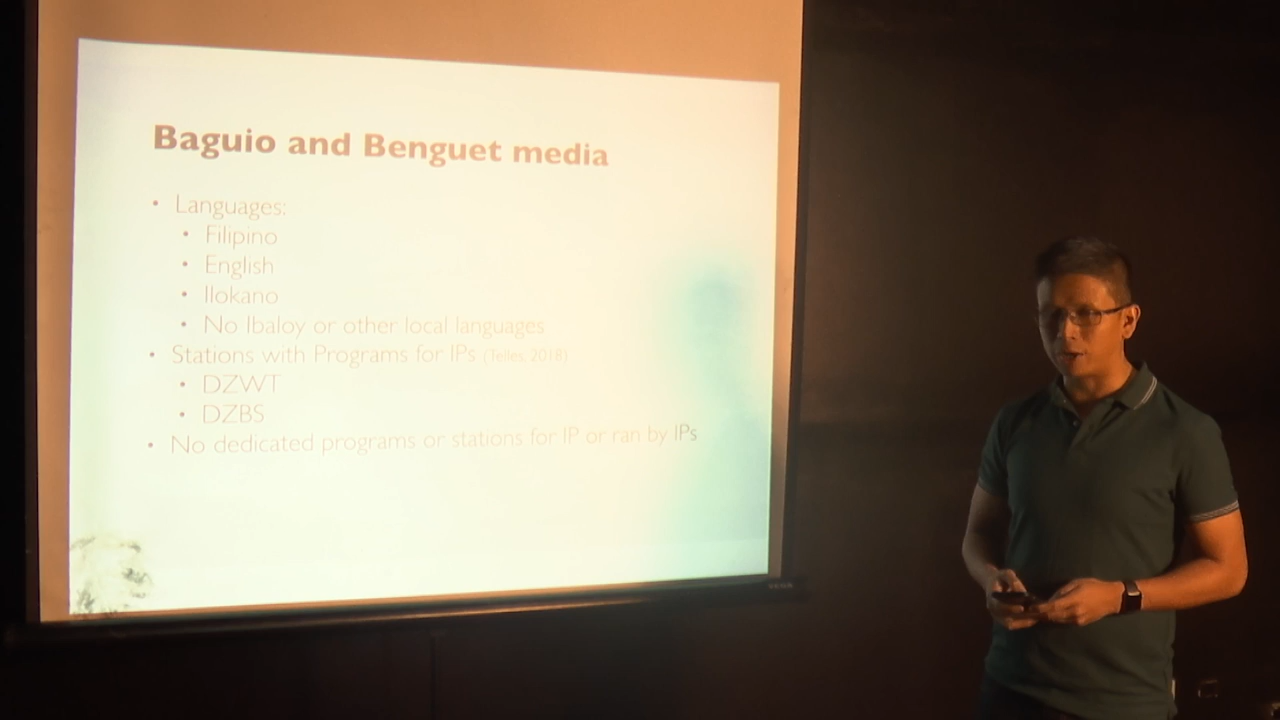 Baguio and Benguet media
• Languages:
• Filipino
• English
• Ilokano
• No Ibaloy or other local languages
• Stations with Programs for IPs (Telles, 2018)
• DZWT
• DZBS
• No dedicated programs or stations for IP or ran by IPs